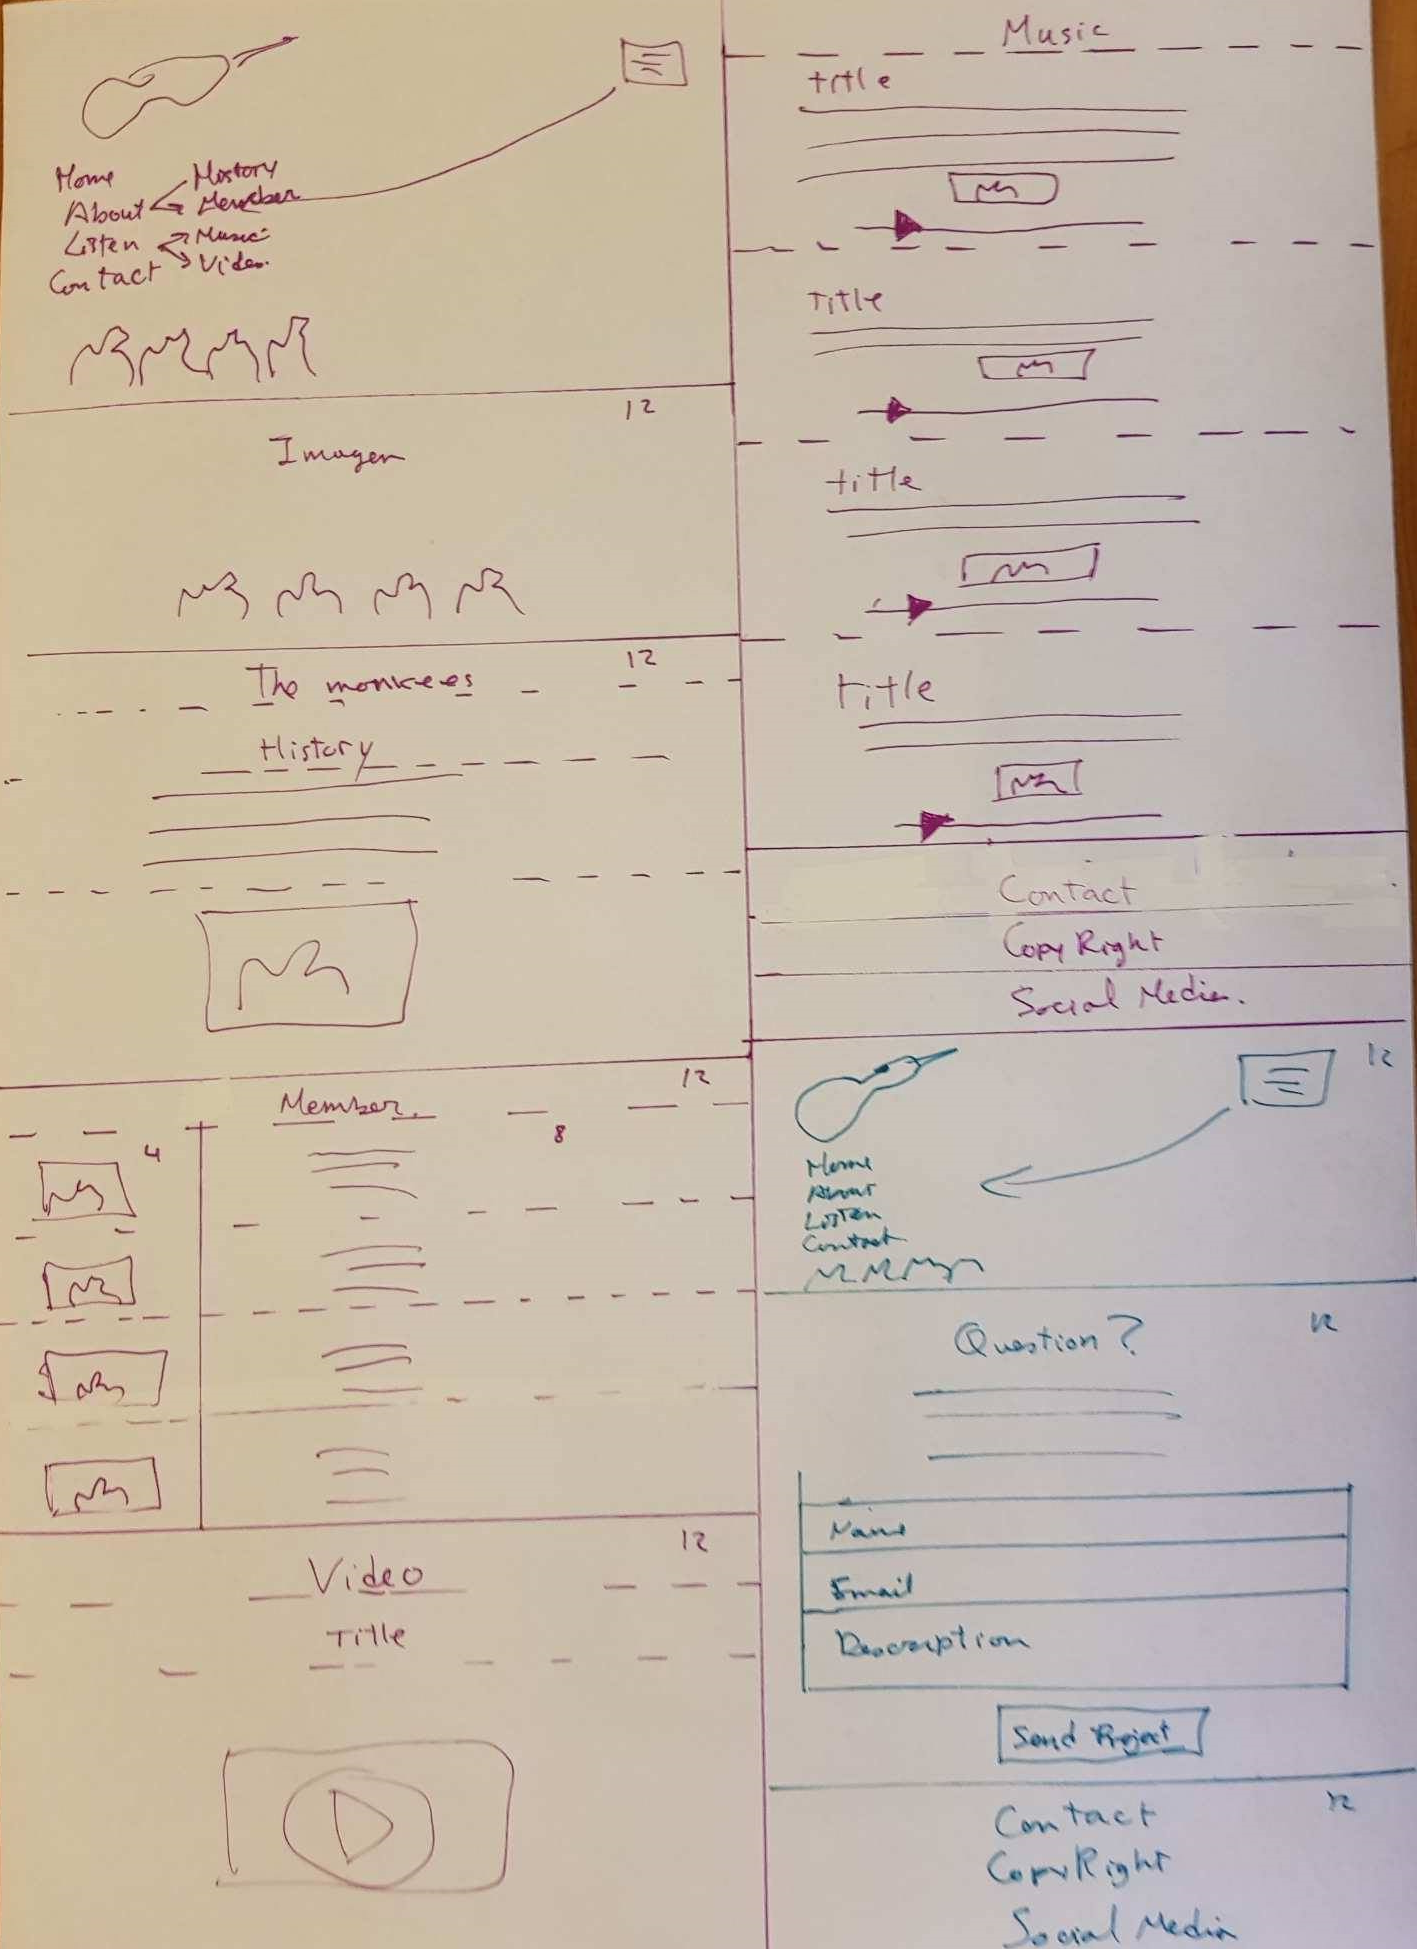 Home
History
About
Member
Listen
Music
Contact
Video
12
Imagen
12
The monkees
History
12
Member.
4
8
12
Video
Title
Music
title
Title
title
title
Contact
Copy Right
Social Media.
12
Home
About
Listen
Contact
12
Question?
Name
Email
Description
Send Project
12
Contact
CopyRight
Social Media